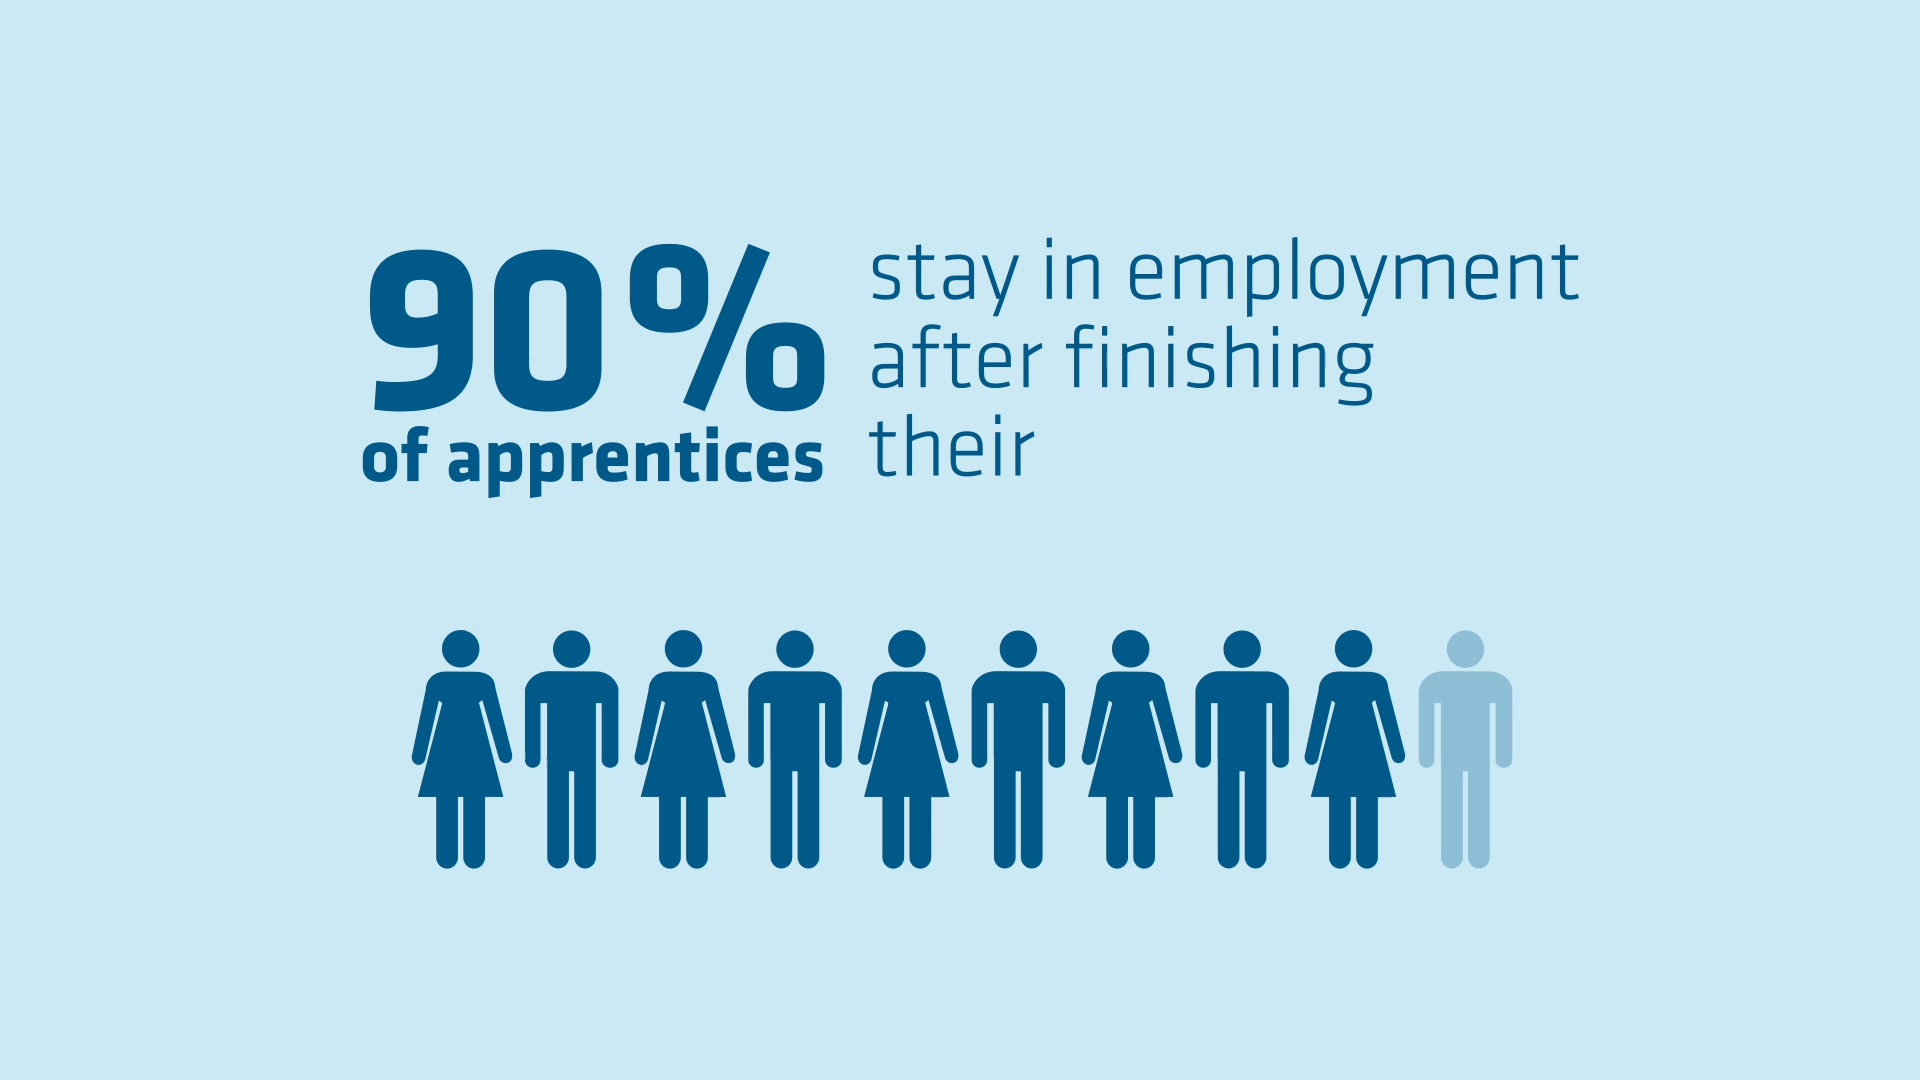 90%
of apprentices
stay in employment
after finishing
their